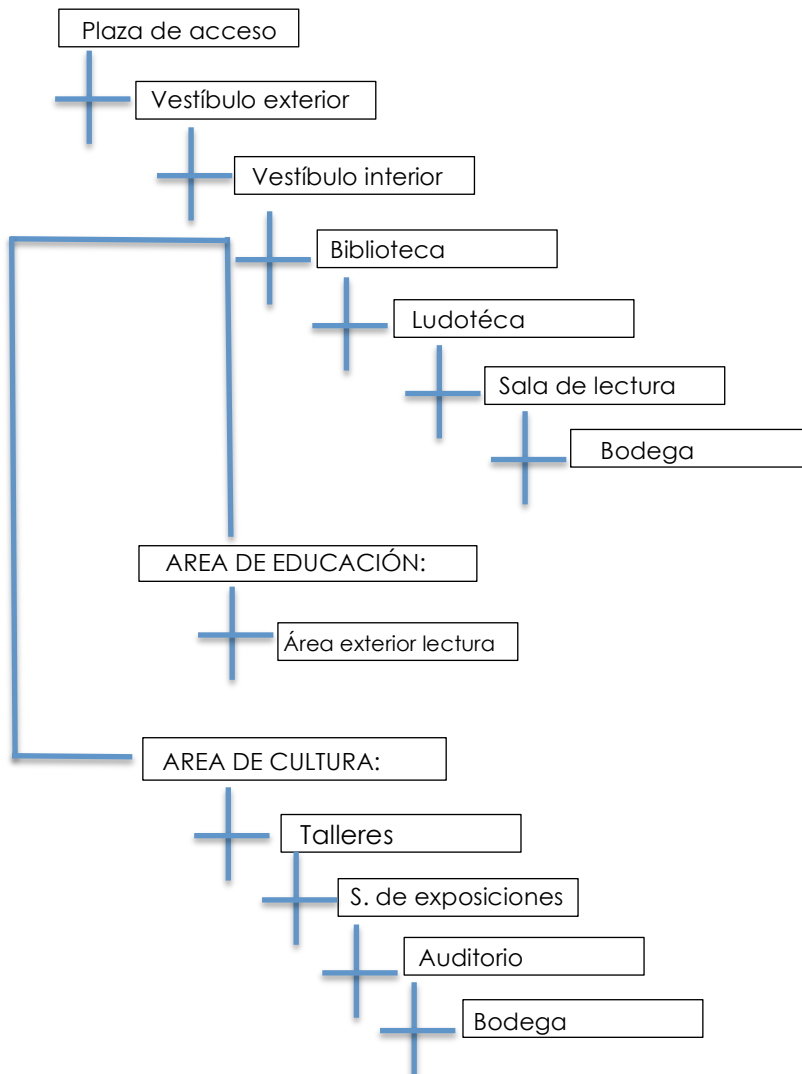 Plaza de acceso
Vestíbulo exterior
Vestíbulo interior
Biblioteca
Ludotéca
Sala de lectura
Bodega
AREA DE EDUCACIÓN:
Área exterior lectura
AREA DE CULTURA:
Talleres
S. de exposiciones
Auditorio
Bodega